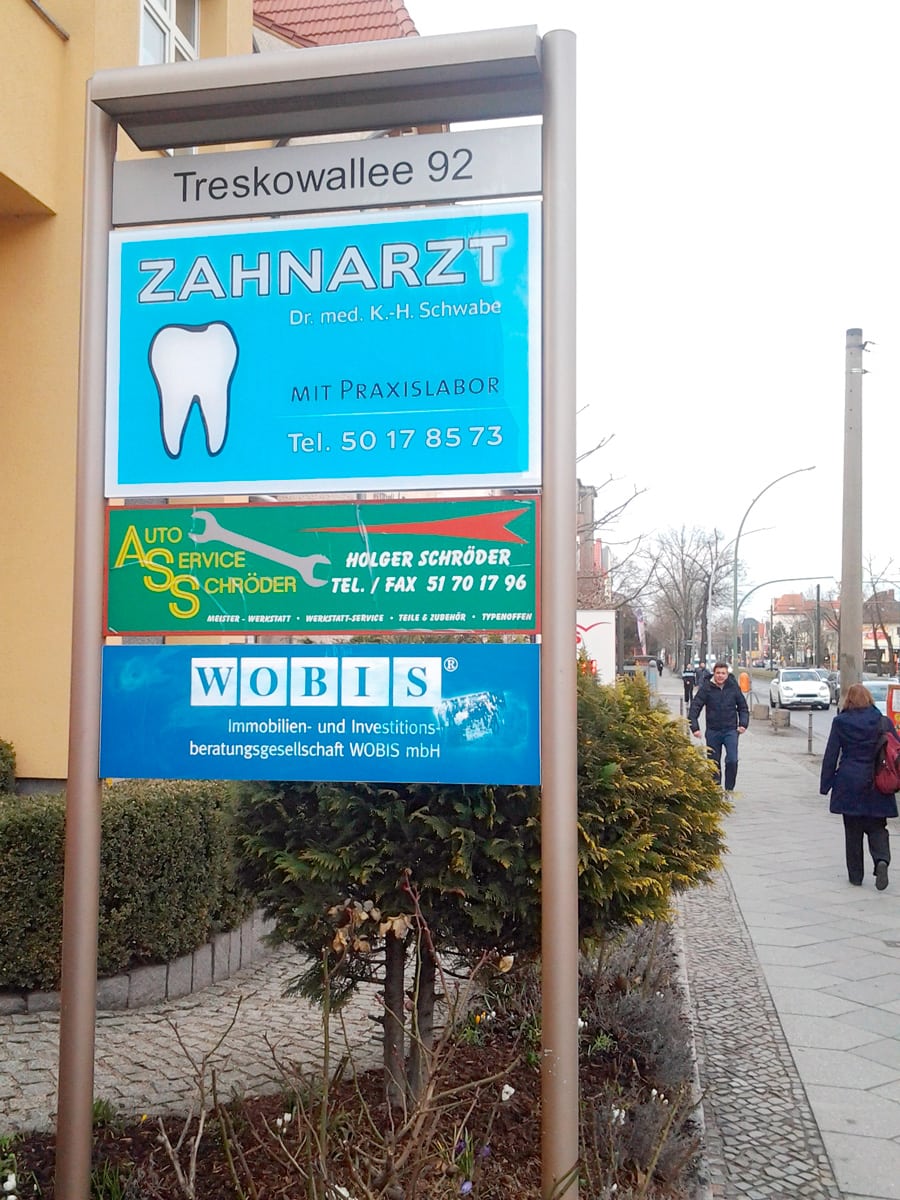 Treskowallee 92
ZAHNARZT
Dr. med. K.-H. Schwabe
MIT PRAXISLABOR
Tel. 50 17 85 73
AUTO
SERVICE
SCHRÖDER
HOLGER SCHRÖDER
TEL. / FAX 51 70 17 96
MEISTER - WERKSTATT • WERKSTATT-SERVICE • TEILE & ZUBEHÖR • TYPENOFFEN
WOBIS®
Immobilien- und Investitions-
beratungsgesellschaft WOBIS mbH